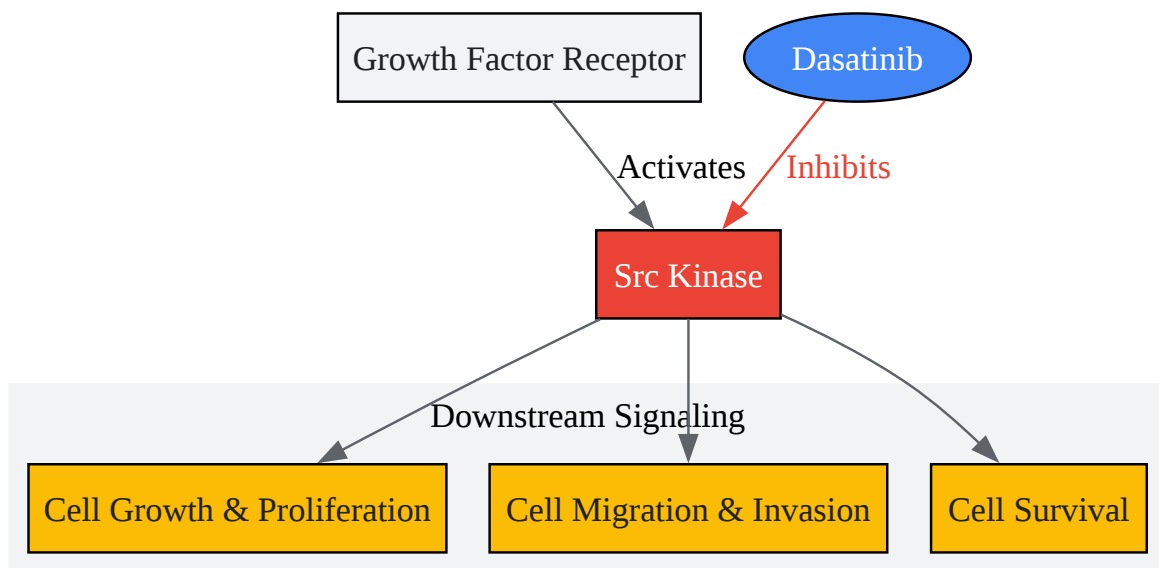 Growth Factor Receptor
Dasatinib
Activates
Inhibits
Src Kinase
Downstream Signaling
Cell Growth & Proliferation
Cell Migration & Invasion
Cell Survival